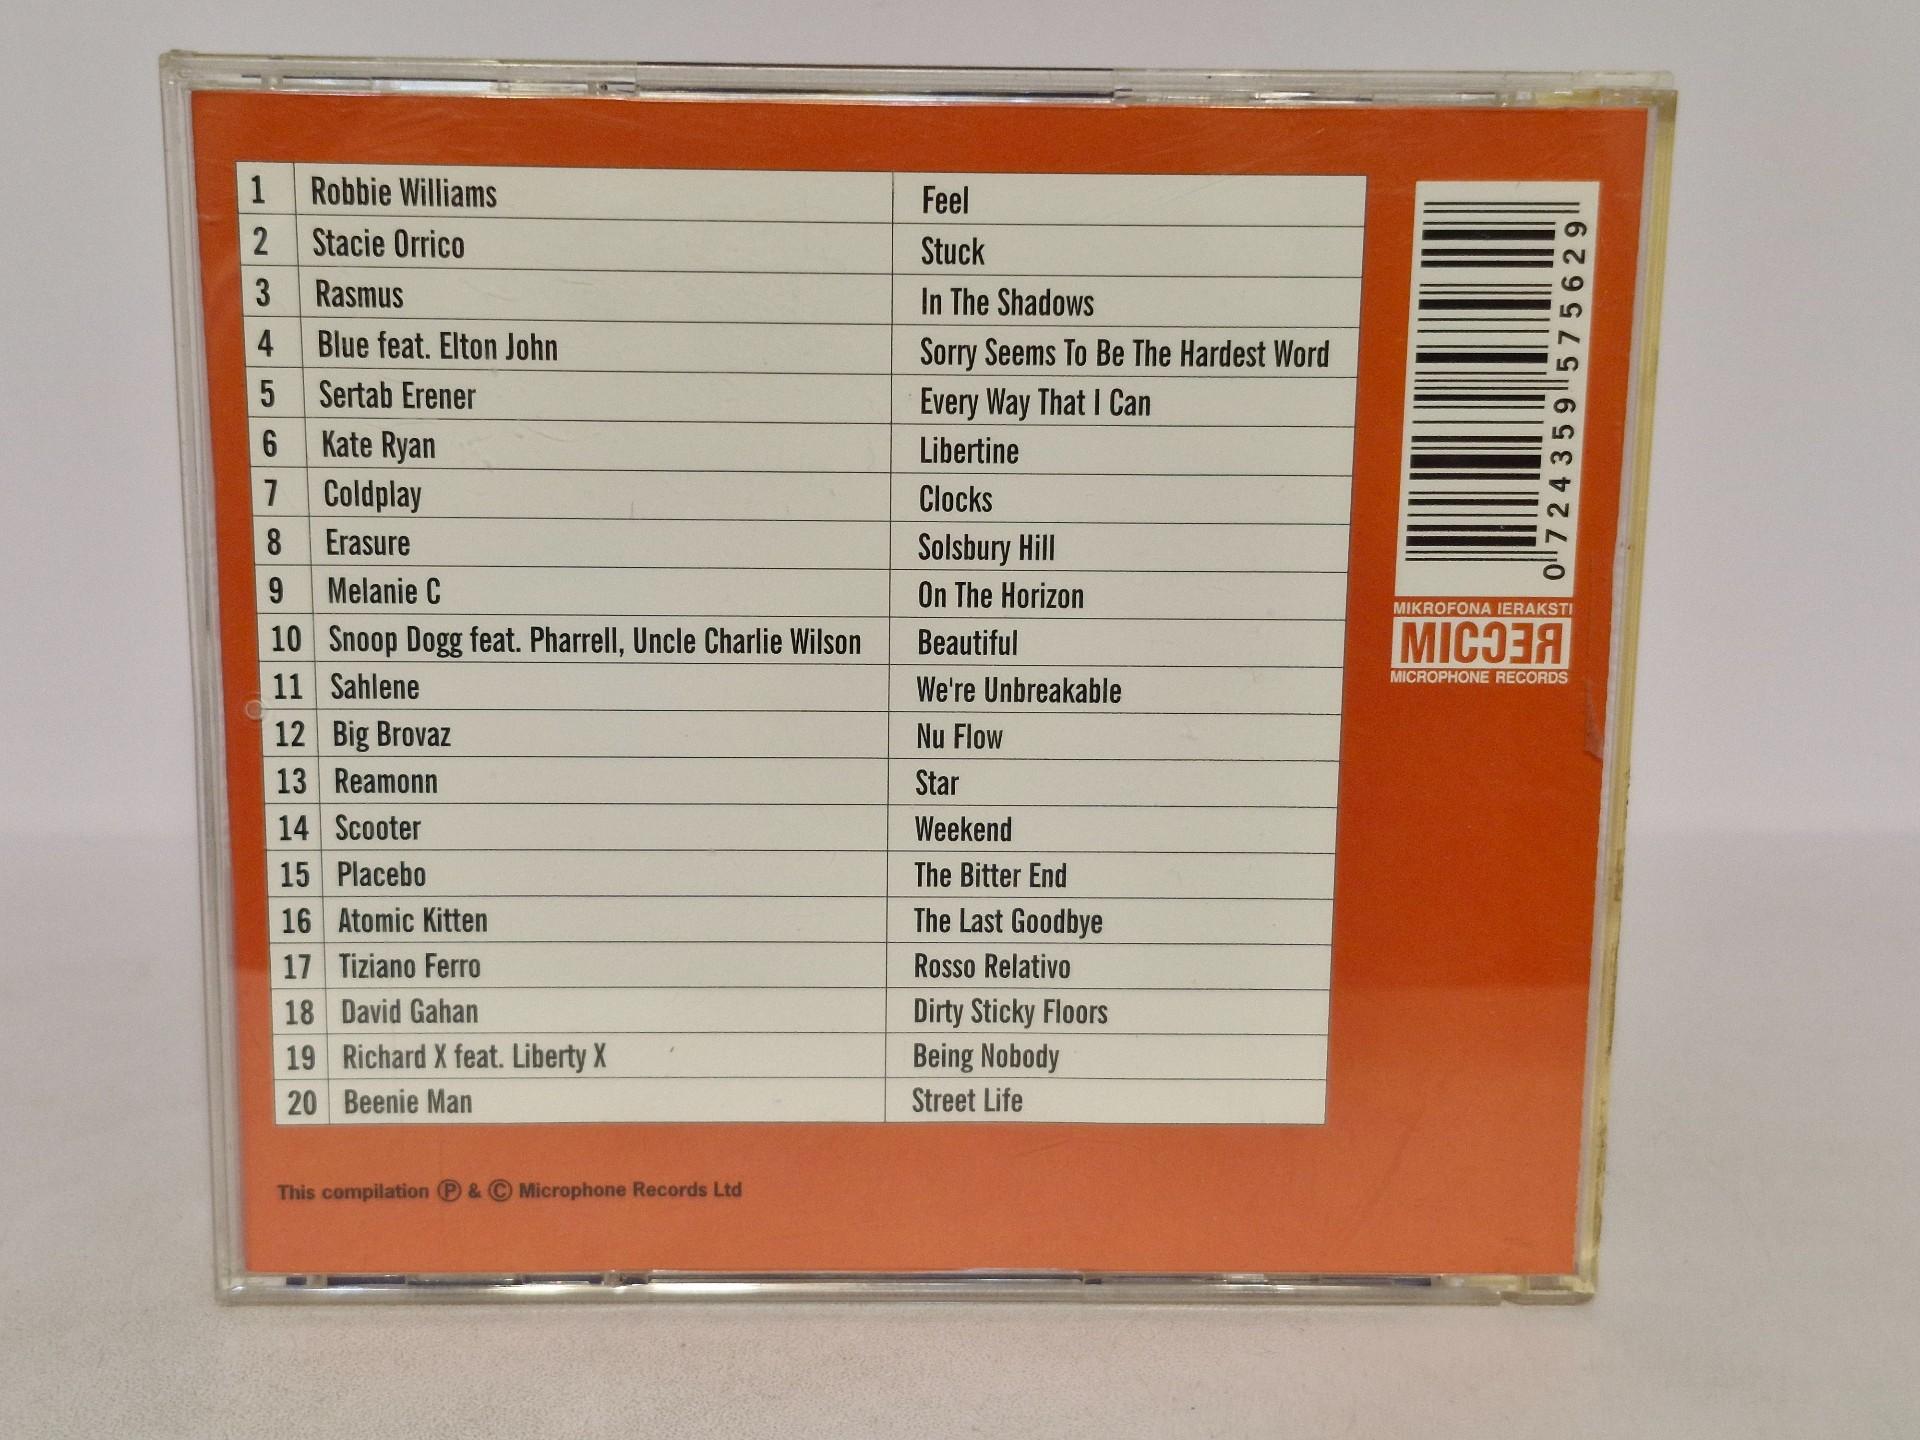 1 Robbie Williams Feel
2 Stacie Orrico Stuck
3 Rasmus In The Shadows
4 Blue feat. Elton John Sorry Seems To Be The Hardest Word
5 Sertab Erener Every Way That I Can
6 Kate Ryan Libertine
7 Coldplay Clocks
8 Erasure Solsbury Hill
9 Melanie C On The Horizon
10 Snoop Dogg feat. Pharrell, Uncle Charlie Wilson Beautiful
11 Sahlene We're Unbreakable
12 Big Brovaz Nu Flow
13 Reamonn Star
14 Scooter Weekend
15 Placebo The Bitter End
16 Atomic Kitten The Last Goodbye
17 Tiziano Ferro Rosso Relativo
18 David Gahan Dirty Sticky Floors
19 Richard X feat. Liberty X Being Nobody
20 Beenie Man Street Life
This compilation Ⓟ & © Microphone Records Ltd
0 724359 575629
MIKROFONA IERAKSTI
MICREC
MICROPHONE RECORDS